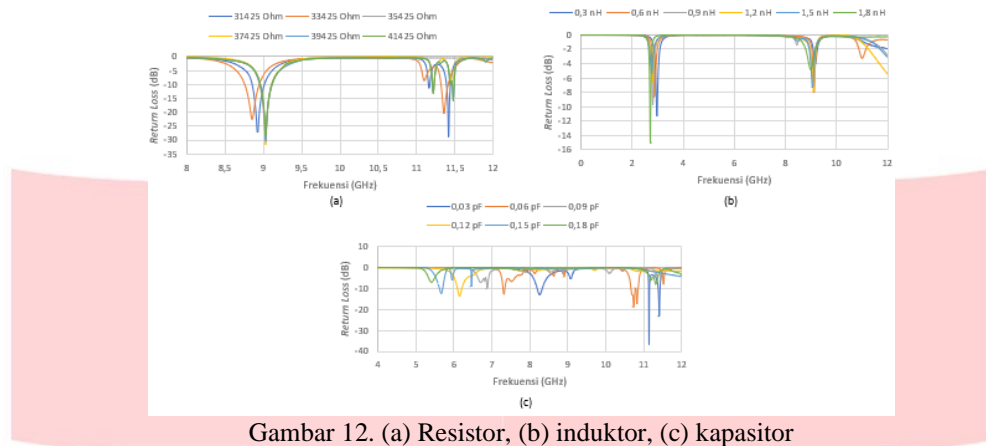 31425 Ohm 33425 Ohm 35425 Ohm
37425 Ohm 39425 Ohm 41425 Ohm
0
-5
-10
-15
-20
-25
-30
-35
Return Loss (dB)
8 8,5 9 9,5 10 10,5 11 11,5 12
Frekuensi (GHz)
(a)
0,3 nH 0,6 nH 0,9 nH 1,2 nH 1,5 nH 1,8 nH
0
-2
-4
-6
-8
-10
-12
-14
-16
Return Loss (dB)
0 2 4 6 8 10 12
Frekuensi (GHz)
(b)
0,03 pF 0,06 pF 0,09 pF
0,12 pF 0,15 pF 0,18 pF
10
0
-10
-20
-30
-40
Return Loss (dB)
4 5 6 7 8 9 10 11 12
Frekuensi (GHz)
(c)
Gambar 12. (a) Resistor, (b) induktor, (c) kapasitor